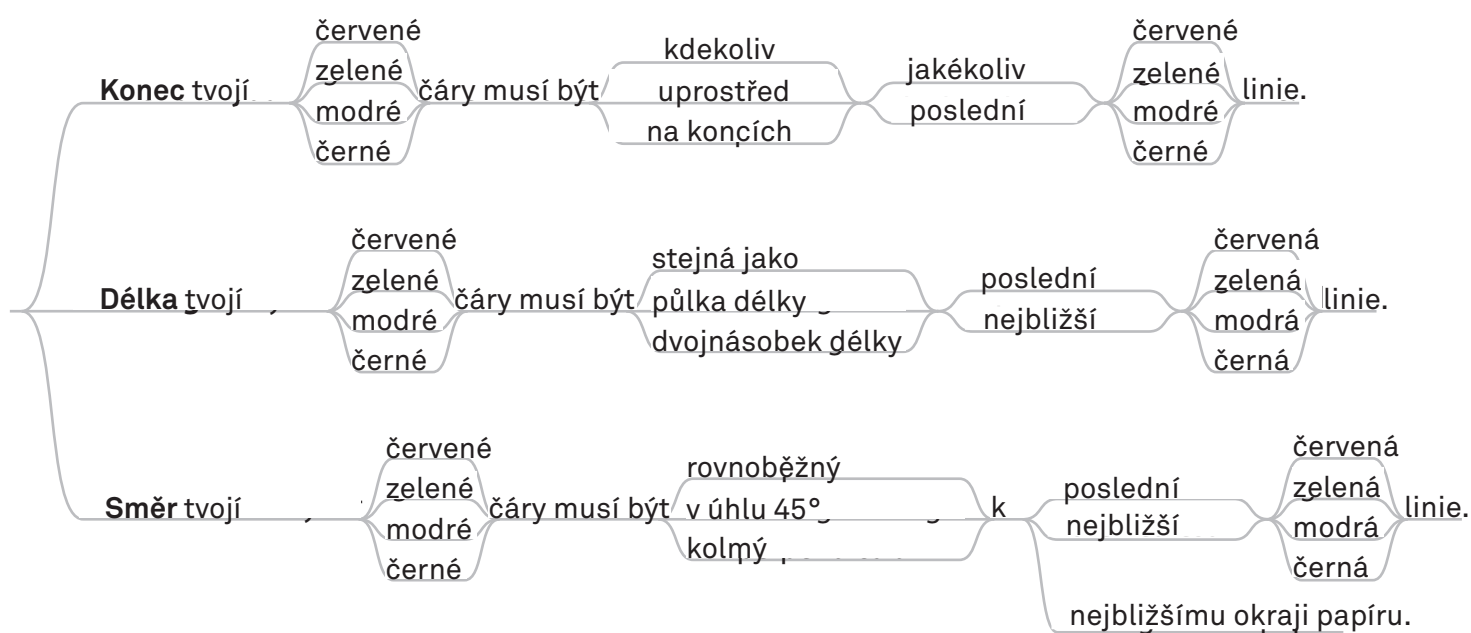 Konec tvojí
červené
zelené
modré
černé
čáry musí být
kdekoliv
uprostřed
na koncích
jakékoliv
poslední
červené
zelené
modré
černé
linie.
Délka tvojí
červené
zelené
modré
černé
čáry musí být
stejná jako
půlka délky
dvojnásobek délky
poslední
nejbližší
červená
zelená
modrá
černá
linie.
Směr tvojí
červené
zelené
modré
černé
čáry musí být
rovnoběžný
v úhlu 45°
kolmý
k
poslední
nejbližší
červená
zelená
modrá
černá
linie.
nejbližšímu okraji papíru.